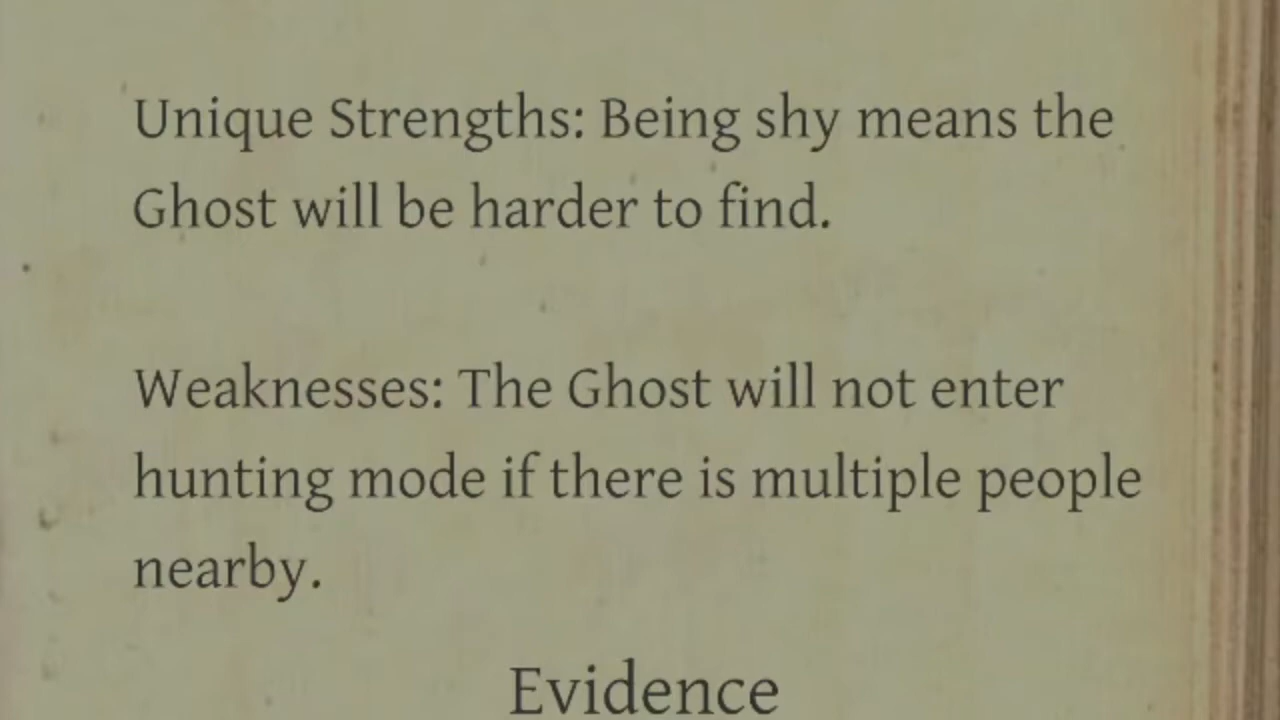 Unique Strengths: Being shy means the
Ghost will be harder to find.
Weaknesses: The Ghost will not enter
hunting mode if there is multiple people
nearby.
Evidence